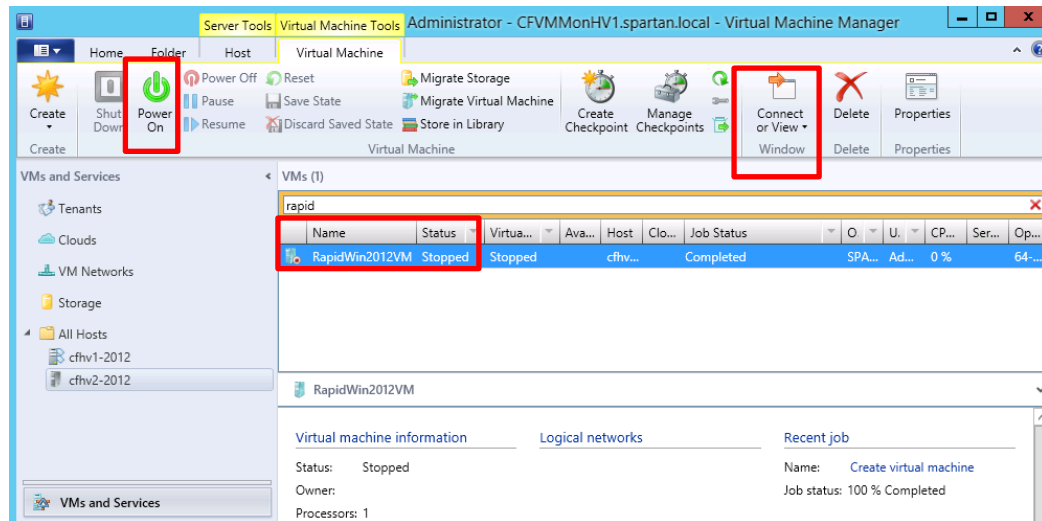 Server Tools Virtual Machine Tools Administrator - CFVMMonHV1.spartan.local - Virtual Machine Manager
Home Folder Host Virtual Machine
Create
Shut Down
Power On
Power Off
Pause
Resume
Reset
Save State
Discard Saved State
Migrate Storage
Migrate Virtual Machine
Store in Library
Create Checkpoint
Manage Checkpoints
Connect or View
Delete
Properties
Create Virtual Machine Window Delete Properties
VMs and Services
Tenants
Clouds
VM Networks
Storage
All Hosts
cfhv1-2012
cfhv2-2012
VMs and Services
VMs (1)
rapid
Name Status Virtua... Ava... Host Clo... Job Status O. U. CP... Ser... Op...
RapidWin2012VM Stopped Stopped cfhv... Completed SPA... Ad... 0 % 64-...
RapidWin2012VM
Virtual machine information Logical networks Recent job
Status: Stopped Name: Create virtual machine
Owner: Job status: 100 % Completed
Processors: 1